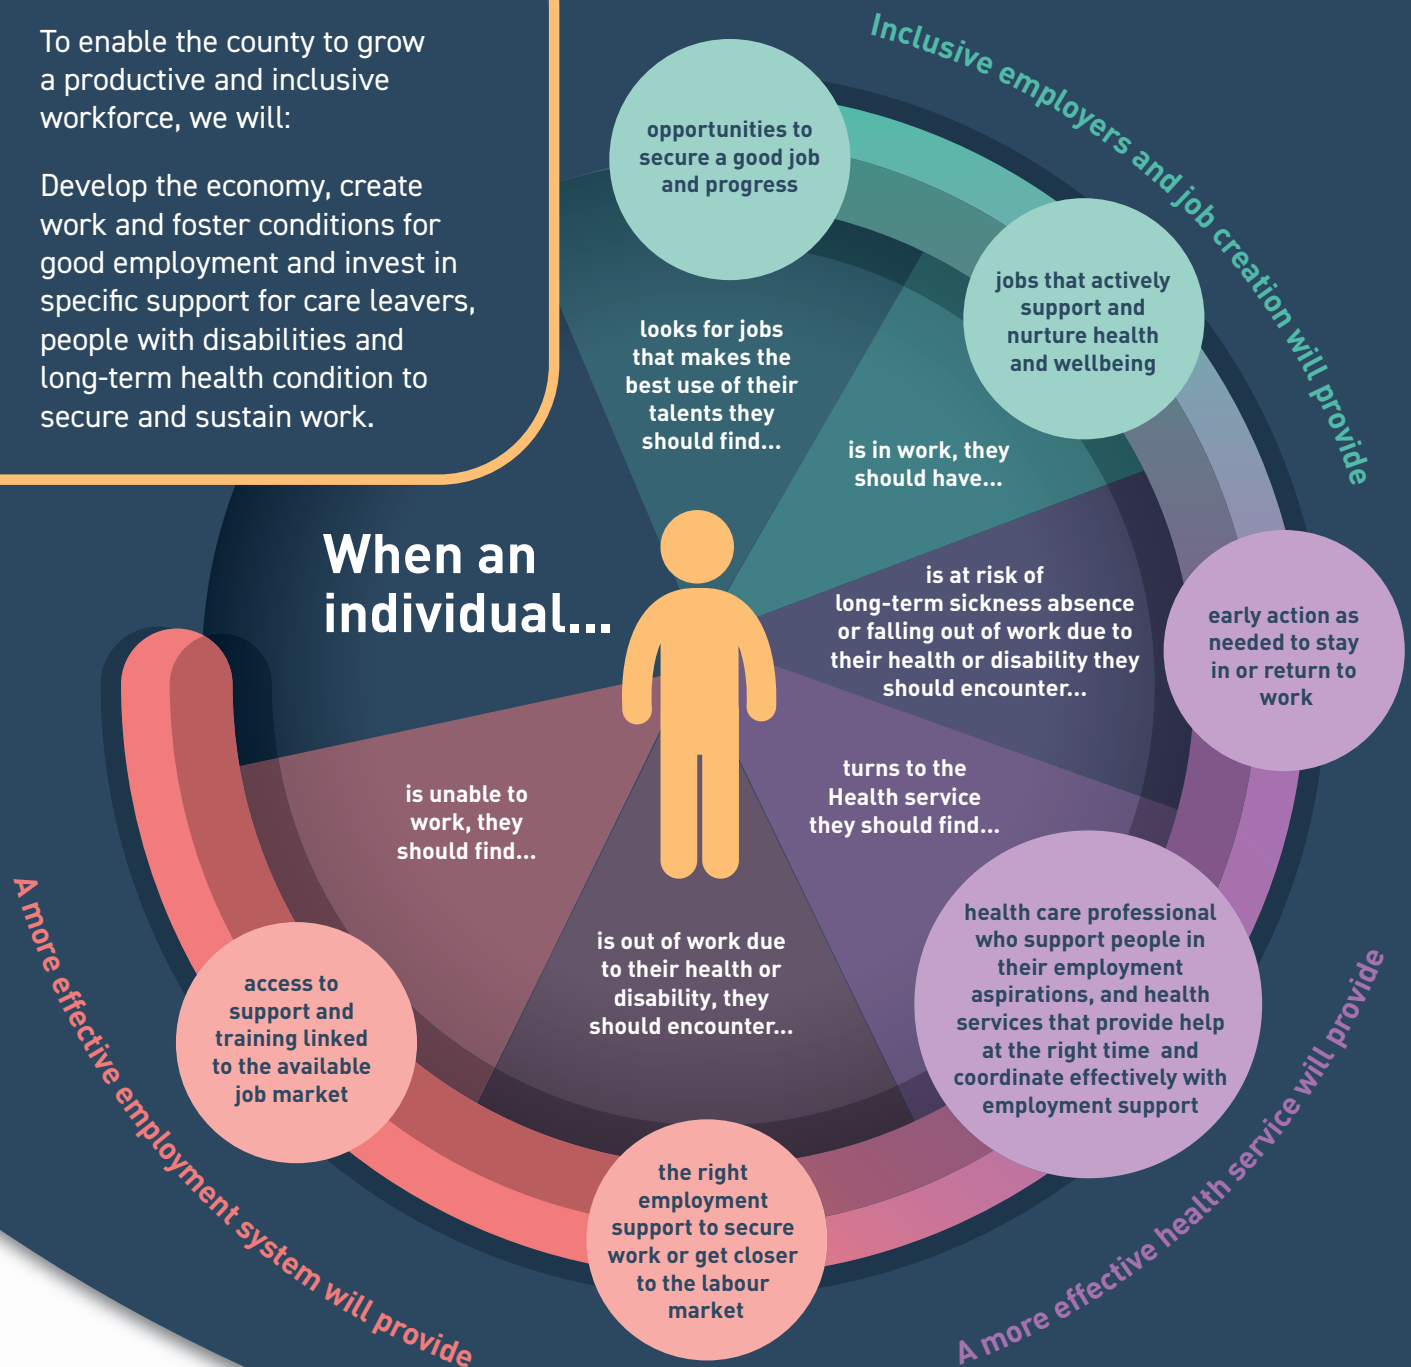 To enable the county to grow
a productive and inclusive
workforce, we will:
Develop the economy, create
work and foster conditions for
good employment and invest in
specific support for care leavers,
people with disabilities and
long-term health condition to
secure and sustain work.
When an
individual...
Inclusive employers and job creation will provide
looks for jobs
that makes the
best use of their
talents they
should find...
opportunities to
secure a good job
and progress
is in work, they
should have...
jobs that actively
support and
nurture health
and wellbeing
is at risk of
long-term sickness absence
or falling out of work due to
their health or disability they
should encounter...
early action as
needed to stay
in or return to
work
turns to the
Health service
they should find...
health care professional
who support people in
their employment
aspirations, and health
services that provide help
at the right time and
coordinate effectively with
employment support
A more effective health service will provide
is out of work due
to their health or
disability, they
should encounter...
the right
employment
support to secure
work or get closer
to the labour
market
is unable to
work, they
should find...
access to
support and
training linked
to the available
job market
A more effective employment system will provide